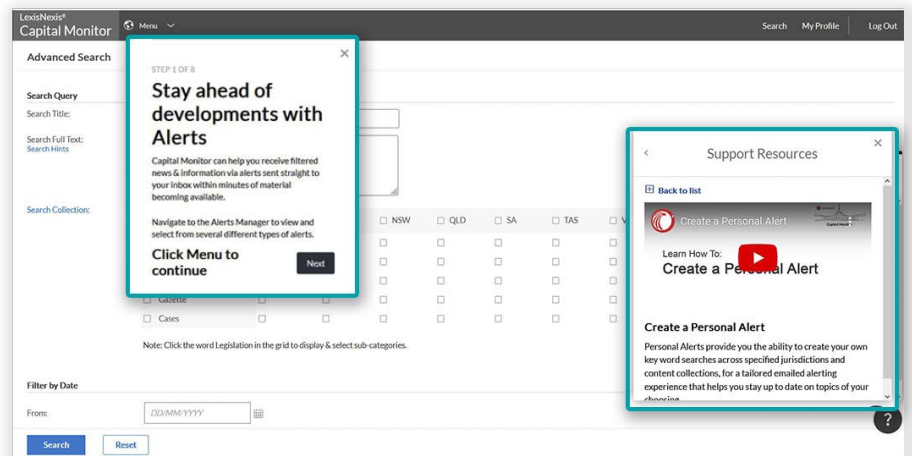 LexisNexis®
Capital Monitor
Menu
Search My Profile Log Out
Advanced Search
STEP 1 OF 8
Stay ahead of
developments with
Alerts
Capital Monitor can help you receive filtered
news & information via alerts sent straight to
your inbox within minutes of material
becoming available.
Navigate to the Alerts Manager to view and
select from several different types of alerts.
Click Menu to
continue
Next
Search Query
Search Title:
Search Full Text:
Search Hints
Search Collection:
NSW QLD SA TAS
Gazette
Cases
Note: Click the word Legislation in the grid to display & select sub-categories.
Filter by Date
From:
DD/MM/YYYY
Search Reset
Support Resources
Back to list
Create a Personal Alert
Learn How To:
Create a Personal Alert
Create a Personal Alert
Personal Alerts provide you the ability to create your own
key word searches across specified jurisdictions and
content collections, for a tailored emailed alerting
experience that helps you stay up to date on topics of your
choosing
?